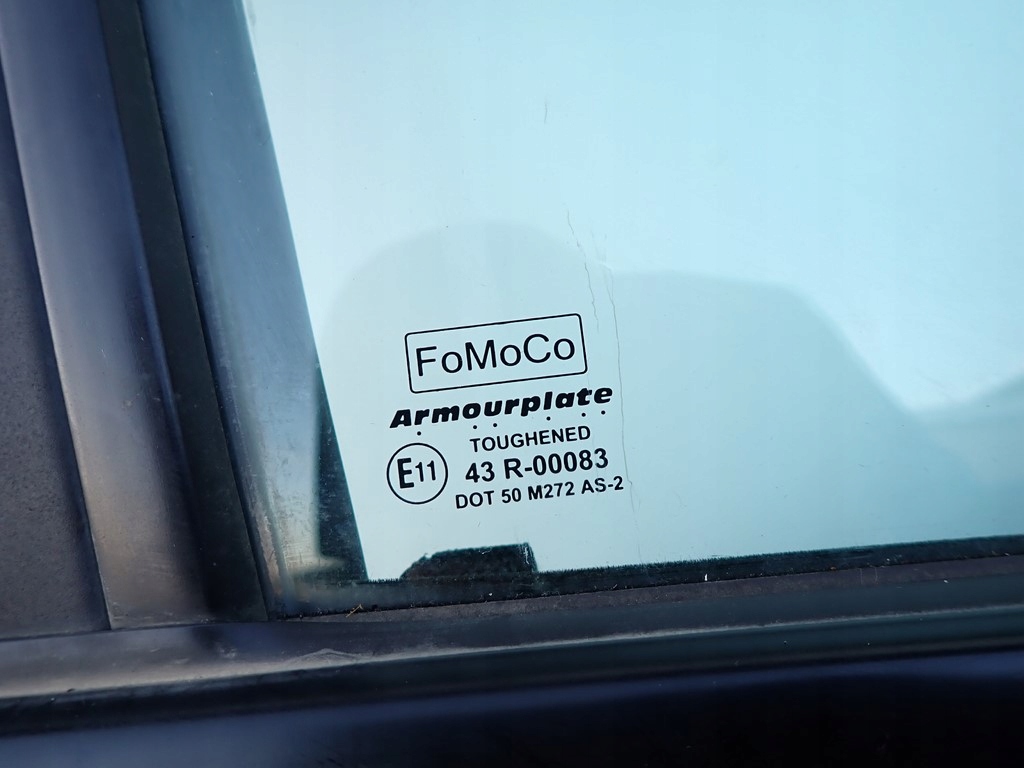 FoMoCo
Armourplate
TOUGHENED
E11 43 R-00083
DOT 50 M272 AS-2